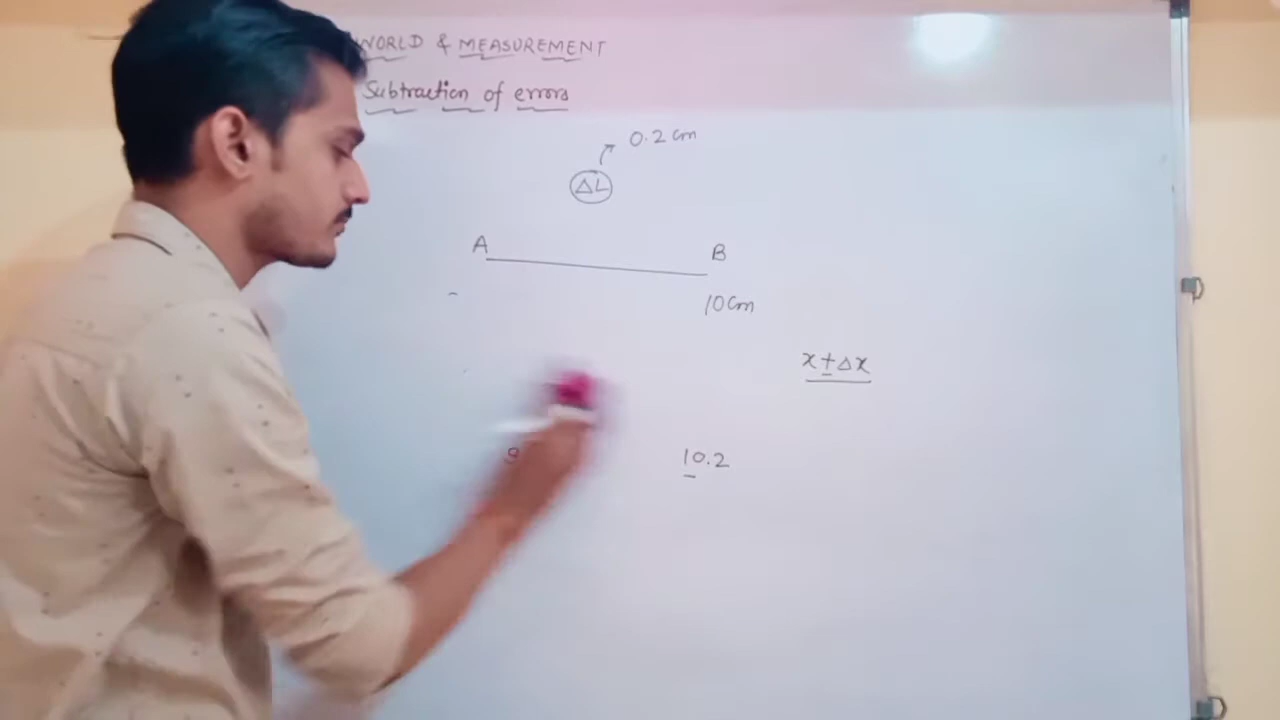 WORLD & MEASUREMENT
Subtraction of errors
0.2 cm
ΔL
A B
10cm
x ± Δx
10.2